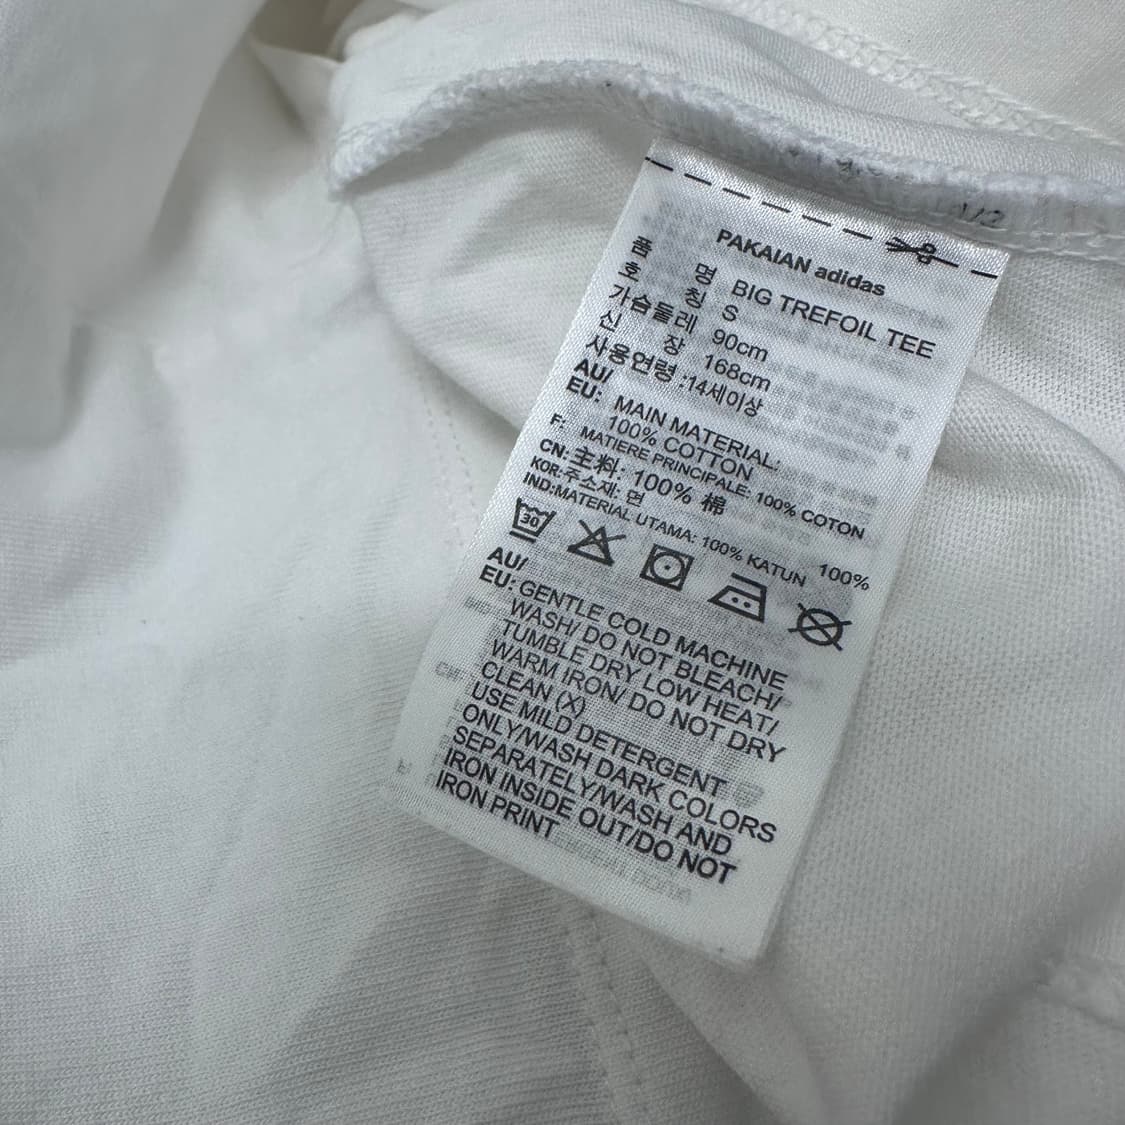 PAKAIAN adidas
품 명 BIG TREFOIL TEE
호 칭 S
가슴둘레 90cm
신 장 168cm
사용연령 :14세이상
AU/
EU: MAIN MATERIAL:
100% COTTON
F: MATIERE PRINCIPALE: 100% COTON
CN: 主料: 100% 棉
KOR:주소재: 면 100%
IND:MATERIAL UTAMA: 100% KATUN
30
AU/
EU: GENTLE COLD MACHINE
WASH/ DO NOT BLEACH/
TUMBLE DRY LOW HEAT/
WARM IRON/ DO NOT DRY
CLEAN (X)
USE MILD DETERGENT
ONLY/WASH DARK COLORS
SEPARATELY/WASH AND
IRON INSIDE OUT/DO NOT
IRON PRINT